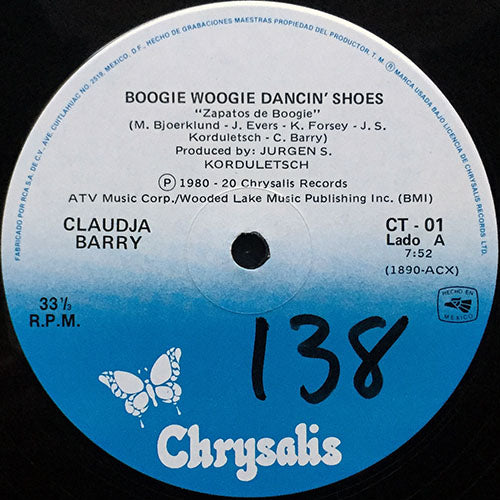 FABRICADO POR RCA S.A. DE C.V., AVE. CUITLAHUAC NO. 2519, MEXICO, D.F., HECHO DE GRABACIONES MAESTRAS PROPIEDAD DEL PRODUCTOR. T.M. ® MARCA USADA BAJO LICENCIA DE CHRYSALIS RECORDS LTD.
BOOGIE WOOGIE DANCIN' SHOES
"Zapatos de Boogie"
(M. Bjoerklund - J. Evers - K. Forsey - J. S.
Korduletsch - C. Barry)
Produced by: JURGEN S.
KORDULETSCH
Ⓟ 1980 - 20 Chrysalis Records
ATV Music Corp./Wooded Lake Music Publishing Inc. (BMI)
CLAUDJA
BARRY
CT - 01
Lado A
7:52
(1890-ACX)
33 1/3
R.P.M.
HECHO EN
MEXICO
138
Chrysalis